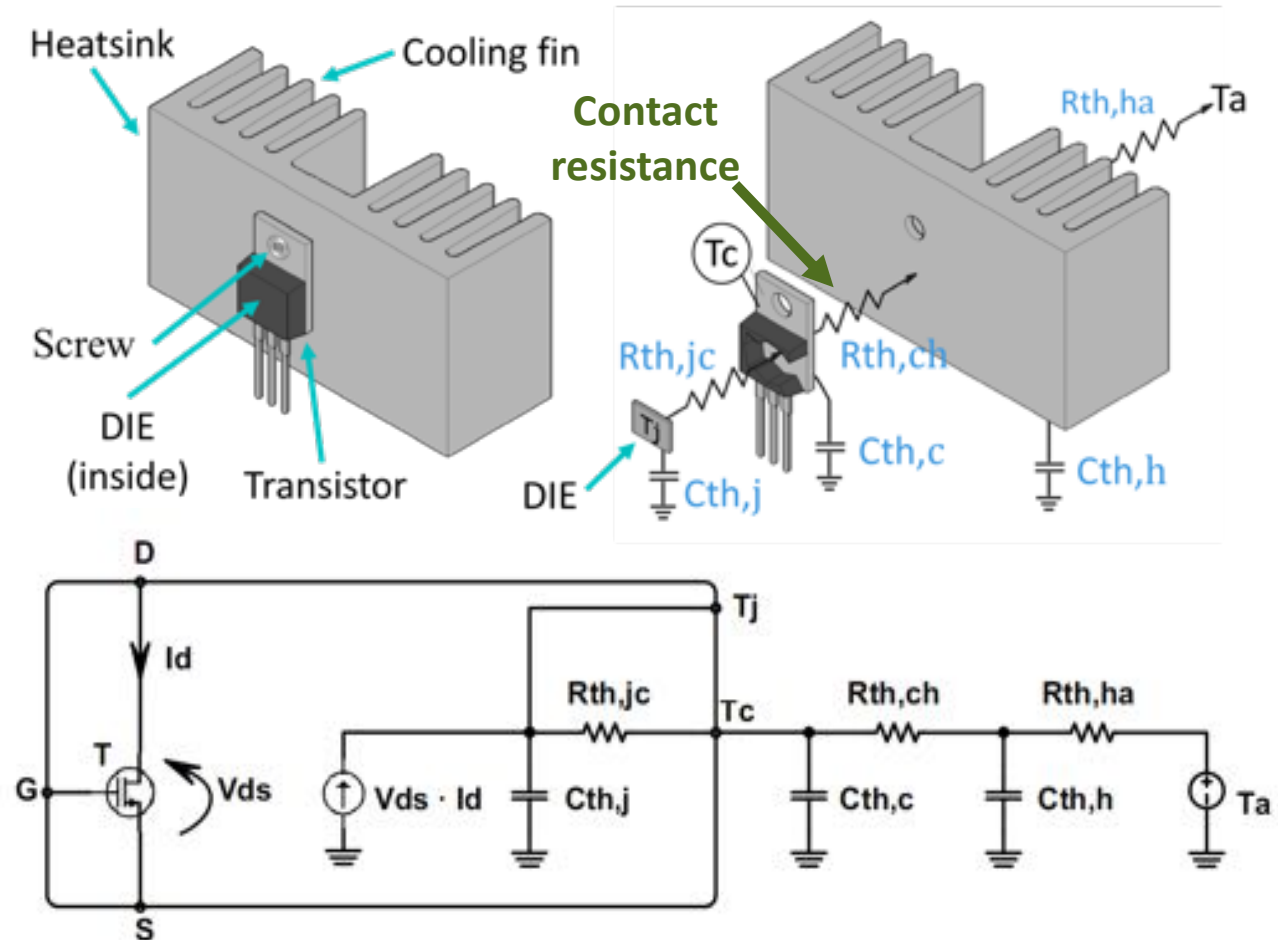 Heatsink
Cooling fin
Screw
DIE
(inside)
Transistor
Contact
resistance
Rth,ha
Ta
Tc
Rth,jc
Rth,ch
Tj
DIE
Cth,j
Cth,c
Cth,h
D
Id
T
G
Vds
S
Vds · Id
Cth,j
Rth,jc
Tj
Tc
Rth,ch
Rth,ha
Cth,c
Cth,h
Ta